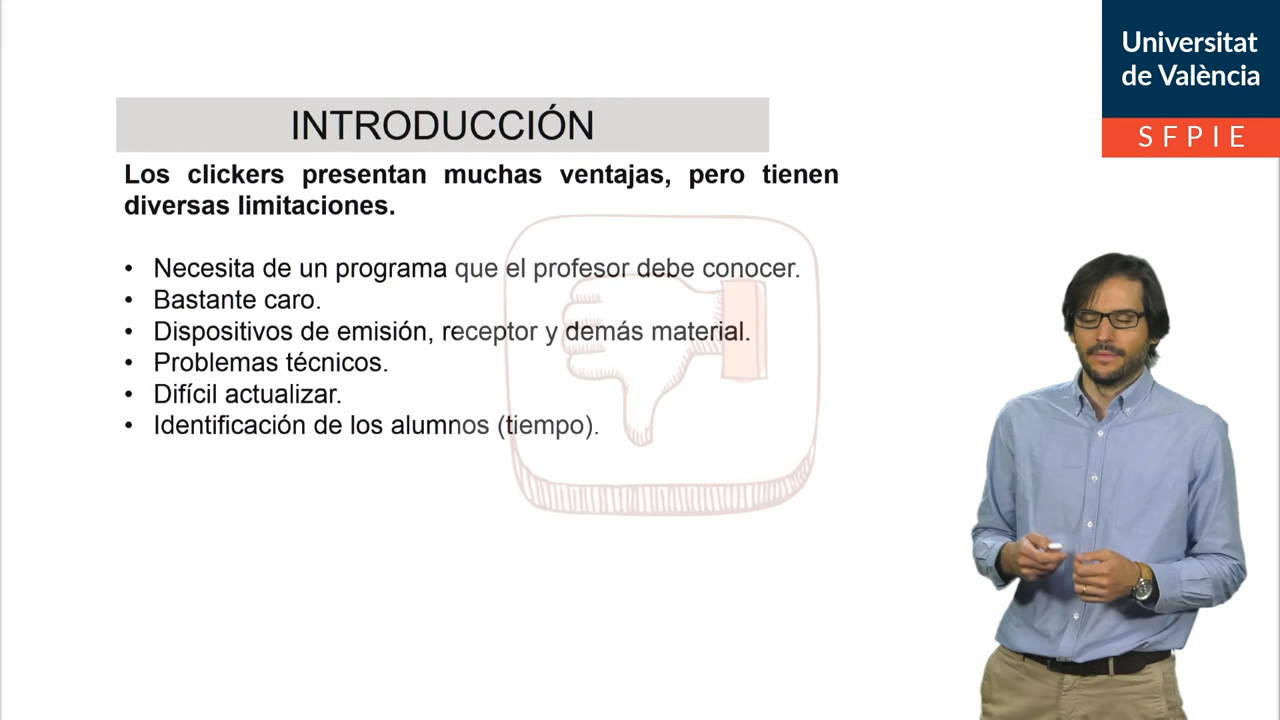 Universitat
de València
SFPIE
INTRODUCCIÓN
Los clickers presentan muchas ventajas, pero tienen
diversas limitaciones.
• Necesita de un programa que el profesor debe conocer.
• Bastante caro.
• Dispositivos de emisión, receptor y demás material.
• Problemas técnicos.
• Difícil actualizar.
• Identificación de los alumnos (tiempo).